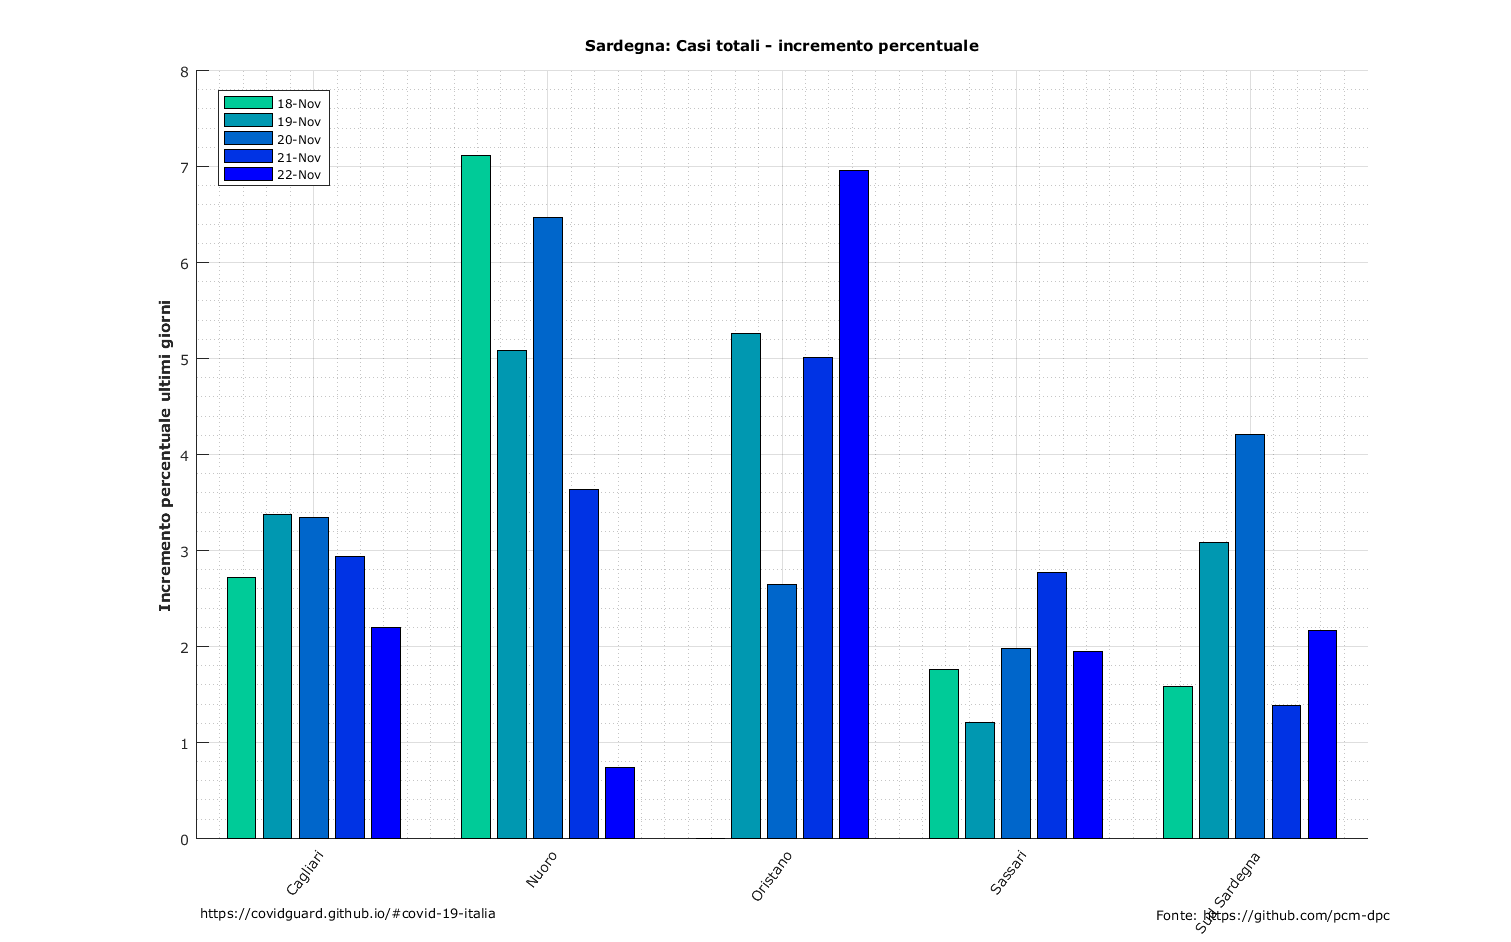 Sardegna: Casi totali - incremento percentuale
8
7
6
5
4
3
2
1
0
Incremento percentuale ultimi giorni
18-Nov
19-Nov
20-Nov
21-Nov
22-Nov
Cagliari
Nuoro
Oristano
Sassari
Sud Sardegna
https://covidguard.github.io/#covid-19-italia
Fonte: https://github.com/pcm-dpc